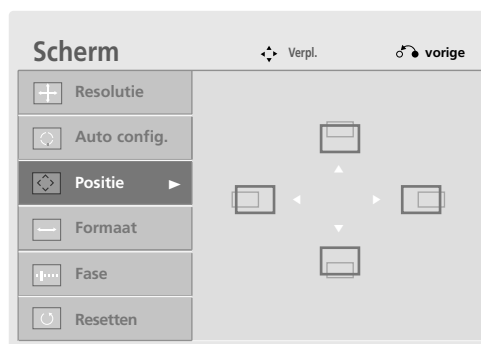 Scherm
Verpl.
vorige
Resolutie
Auto config.
Positie
Formaat
Fase
Resetten